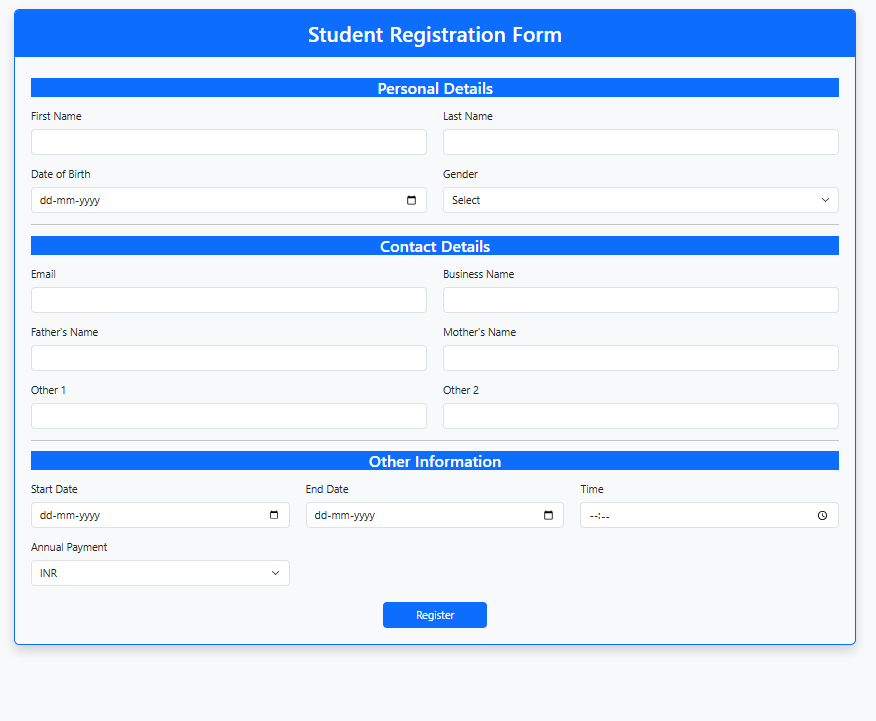 Student Registration Form
Personal Details
First Name Last Name
Date of Birth Gender
dd-mm-yyyy Select
Contact Details
Email Business Name
Father's Name Mother's Name
Other 1 Other 2
Other Information
Start Date End Date Time
dd-mm-yyyy dd-mm-yyyy --:--
Annual Payment
INR
Register